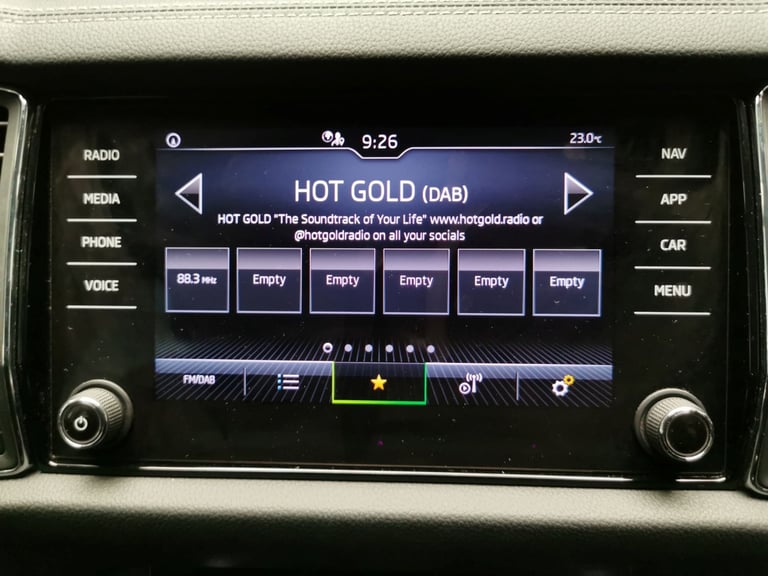 RADIO
MEDIA
PHONE
VOICE
9:26
23.0°C
HOT GOLD (DAB)
HOT GOLD "The Soundtrack of Your Life" www.hotgold.radio or
@hotgoldradio on all your socials
88.3 MHz
Empty
Empty
Empty
Empty
Empty
FM/DAB
NAV
APP
CAR
MENU